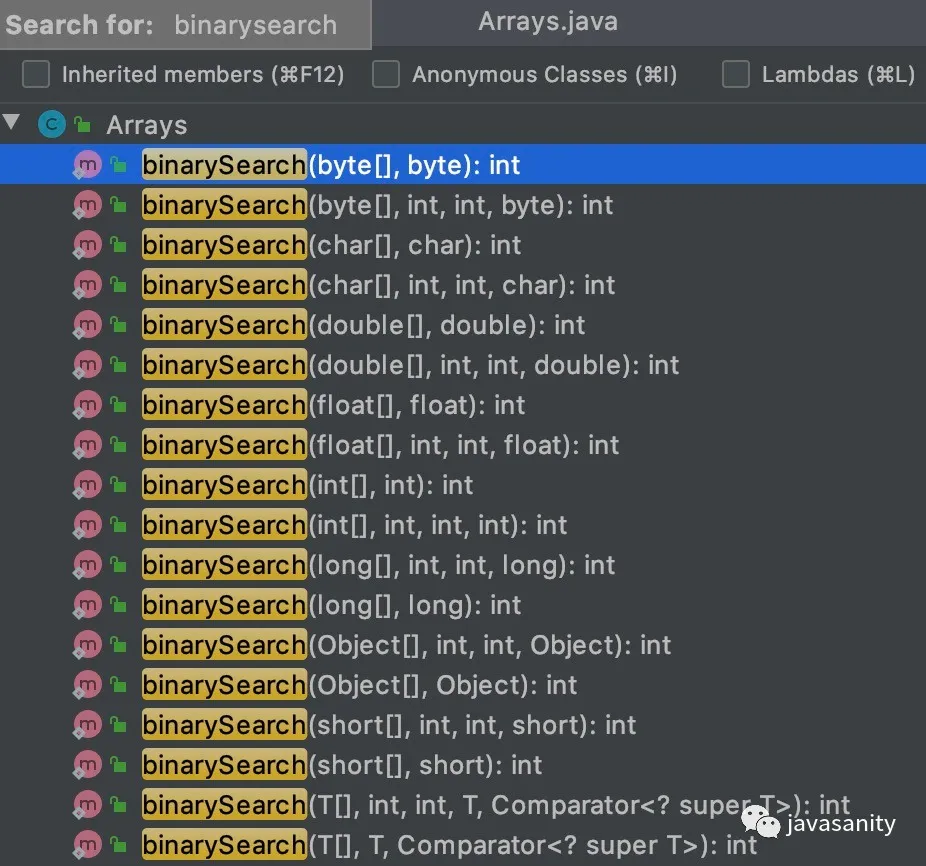 Search for: binarysearch
Arrays.java
Inherited members (⌘F12) Anonymous Classes (⌘I) Lambdas (⌘L)
C Arrays
m binarySearch(byte[], byte): int
m binarySearch(byte[], int, int, byte): int
m binarySearch(char[], char): int
m binarySearch(char[], int, int, char): int
m binarySearch(double[], double): int
m binarySearch(double[], int, int, double): int
m binarySearch(float[], float): int
m binarySearch(float[], int, int, float): int
m binarySearch(int[], int): int
m binarySearch(int[], int, int, int): int
m binarySearch(long[], int, int, long): int
m binarySearch(long[], long): int
m binarySearch(Object[], int, int, Object): int
m binarySearch(Object[], Object): int
m binarySearch(short[], int, int, short): int
m binarySearch(short[], short): int
m binarySearch(T[], int, int, T, Comparator<? super T>): int
m binarySearch(T[], T, Comparator<? super T>): int
javasanity